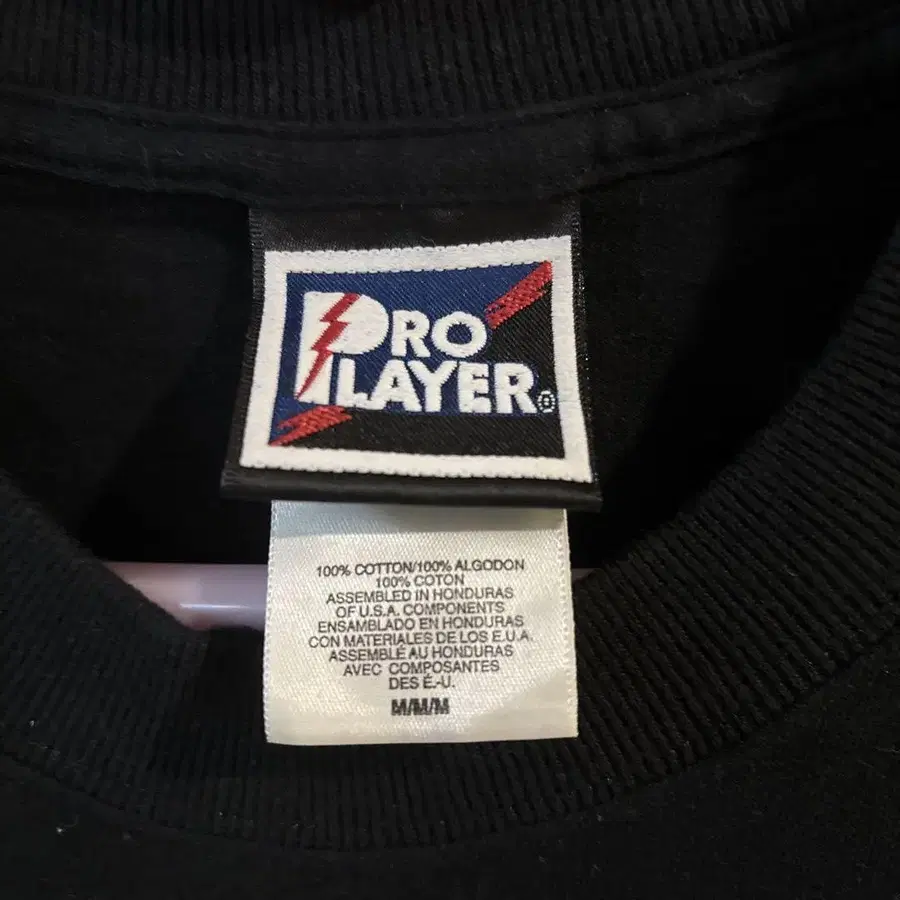 PRO
PLAYER®
100% COTTON/100% ALGODON
100% COTON
ASSEMBLED IN HONDURAS
OF U.S.A. COMPONENTS
ENSAMBLADO EN HONDURAS
CON MATERIALES DE LOS E.U.A.
ASSEMBLÉ AU HONDURAS
AVEC COMPOSANTES
DES É.-U.
M/M/M